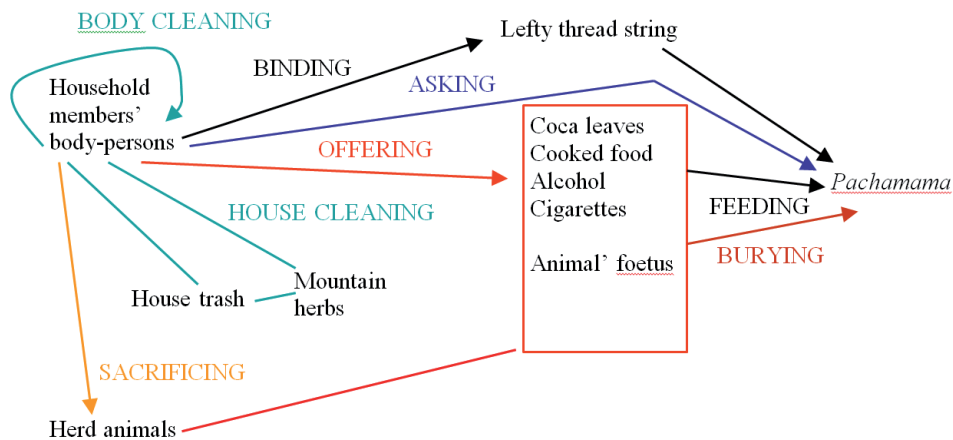 BODY CLEANING
Lefty thread string
BINDING
ASKING
Household
members’
body-persons
Coca leaves
Cooked food
Alcohol
Cigarettes
Animal’ foetus
OFFERING
Pachamama
FEEDING
HOUSE CLEANING
BURYING
Mountain
herbs
House trash
SACRIFICING
Herd animals